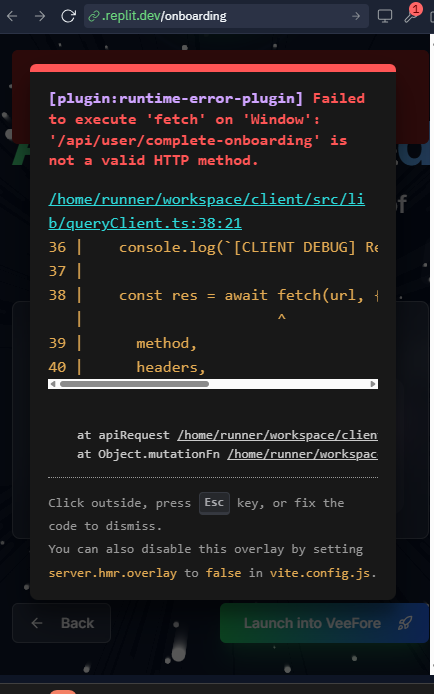 .replit.dev/onboarding
1
[plugin:runtime-error-plugin] Failed
to execute 'fetch' on 'Window':
'/api/user/complete-onboarding' is
not a valid HTTP method.
/home/runner/workspace/client/src/li
b/queryClient.ts:38:21
36 | console.log(`[CLIENT DEBUG] Re
37 |
38 | const res = await fetch(url, {
| ^
39 | method,
40 | headers,
at apiRequest /home/runner/workspace/clien
at Object.mutationFn /home/runner/workspac
Click outside, press Esc key, or fix the
code to dismiss.
You can also disable this overlay by setting
server.hmr.overlay to false in vite.config.js.
of
Back
Launch into VeeFore